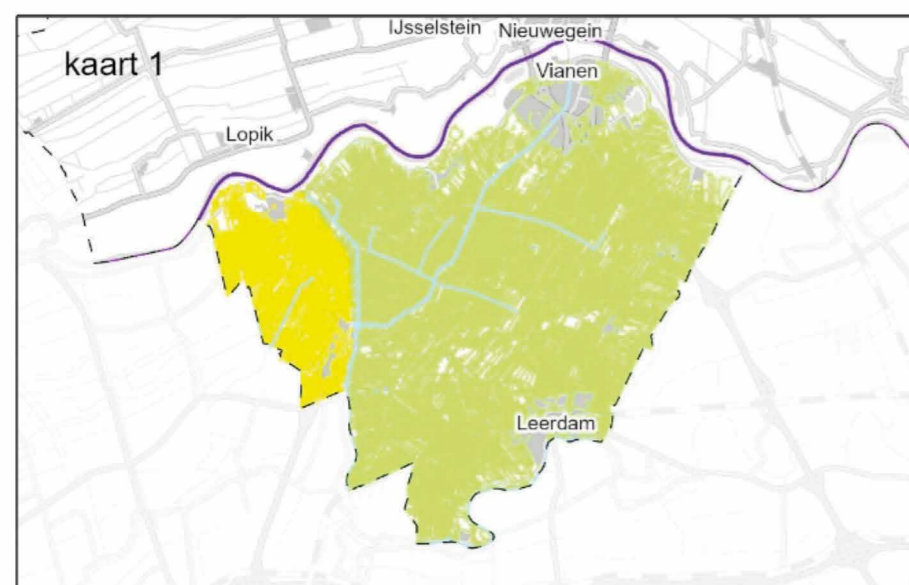 IJsselstein
Nieuwegein
kaart 1
Vianen
Lopik
Leerdam